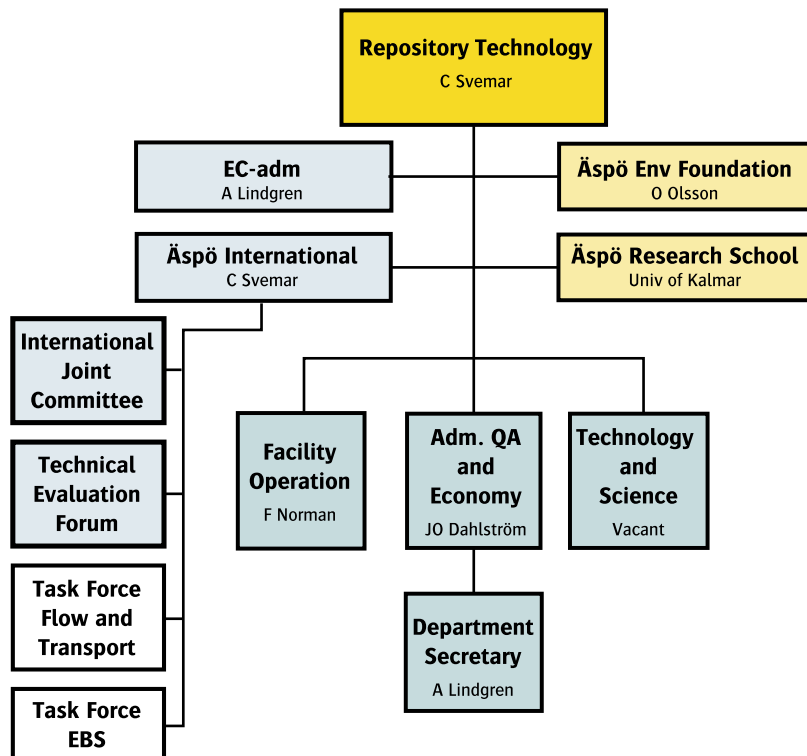 Repository Technology
C Svemar
EC-adm
A Lindgren
Äspö Env Foundation
O Olsson
Äspö International
C Svemar
Äspö Research School
Univ of Kalmar
International
Joint
Committee
Technical
Evaluation
Forum
Task Force
Flow and
Transport
Task Force
EBS
Facility
Operation
F Norman
Adm. QA
and
Economy
JO Dahlström
Technology
and
Science
Vacant
Department
Secretary
A Lindgren